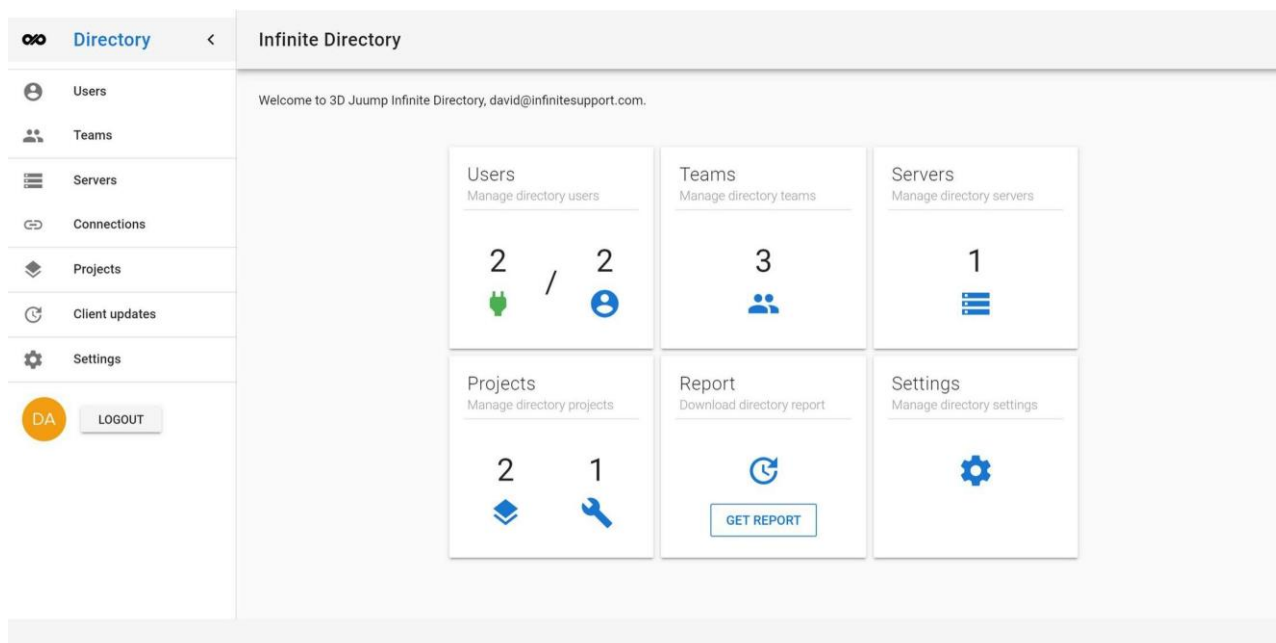 Directory
Infinite Directory
Users
Teams
Servers
Connections
Projects
Client updates
Settings
DA
LOGOUT
Welcome to 3D Juump Infinite Directory, david@infinitesupport.com.
Users
Manage directory users
2 / 2
Teams
Manage directory teams
3
Servers
Manage directory servers
1
Projects
Manage directory projects
2 1
Report
Download directory report
GET REPORT
Settings
Manage directory settings